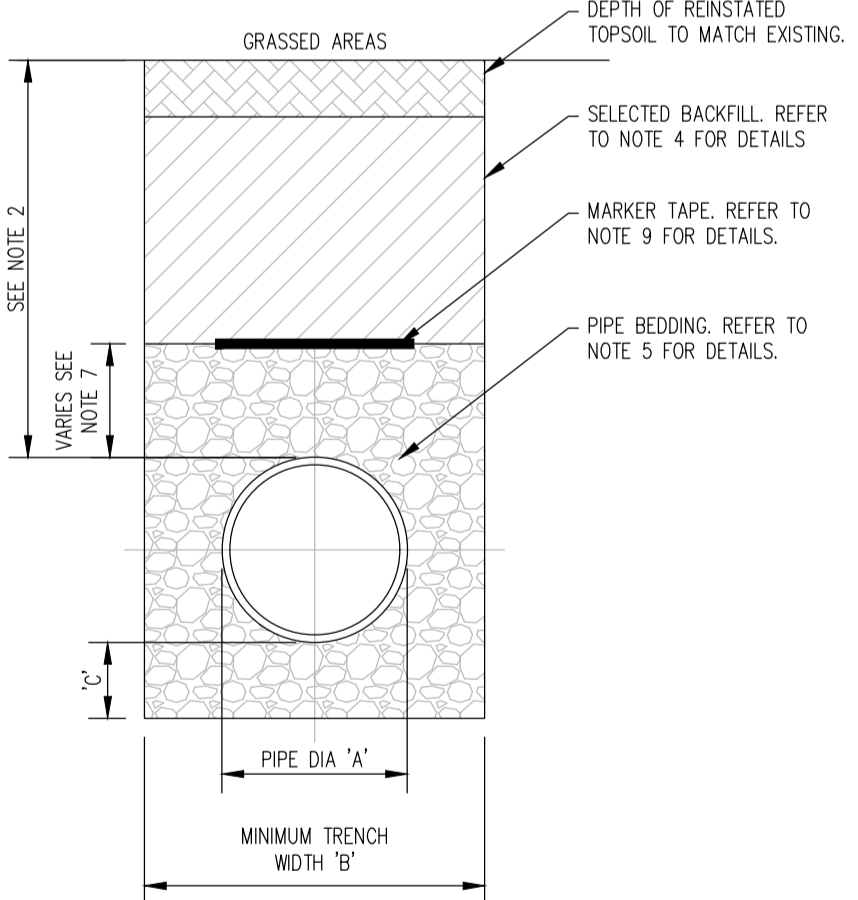 DEPTH OF REINSTATED
TOPSOIL TO MATCH EXISTING.
GRASSED AREAS
SELECTED BACKFILL. REFER
TO NOTE 4 FOR DETAILS
MARKER TAPE. REFER TO
NOTE 9 FOR DETAILS.
SEE NOTE 2
PIPE BEDDING. REFER TO
NOTE 5 FOR DETAILS.
VARIES SEE
NOTE 7
'C'
PIPE DIA 'A'
MINIMUM TRENCH
WIDTH 'B'